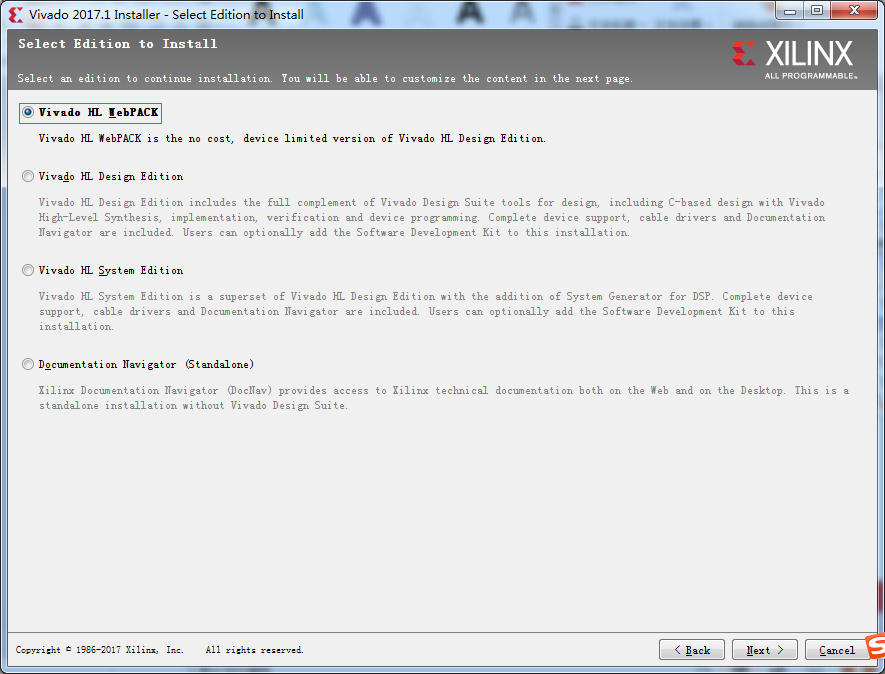 Vivado 2017.1 Installer - Select Edition to Install
Select Edition to Install
XILINX
ALL PROGRAMMABLE™
Select an edition to continue installation. You will be able to customize the content in the next page.
Vivado HL WebPACK
Vivado HL WebPACK is the no cost, device limited version of Vivado HL Design Edition.
Vivado HL Design Edition
Vivado HL Design Edition includes the full complement of Vivado Design Suite tools for design, including C-based design with Vivado
High-Level Synthesis, implementation, verification and device programming. Complete device support, cable drivers and Documentation
Navigator are included. Users can optionally add the Software Development Kit to this installation.
Vivado HL System Edition
Vivado HL System Edition is a superset of Vivado HL Design Edition with the addition of System Generator for DSP. Complete device
support, cable drivers and Documentation Navigator are included. Users can optionally add the Software Development Kit to this
installation.
Documentation Navigator (Standalone)
Xilinx Documentation Navigator (DocNav) provides access to Xilinx technical documentation both on the Web and on the Desktop. This is a
standalone installation without Vivado Design Suite.
Copyright © 1986-2017 Xilinx, Inc. All rights reserved.
< Back
Next >
Cancel